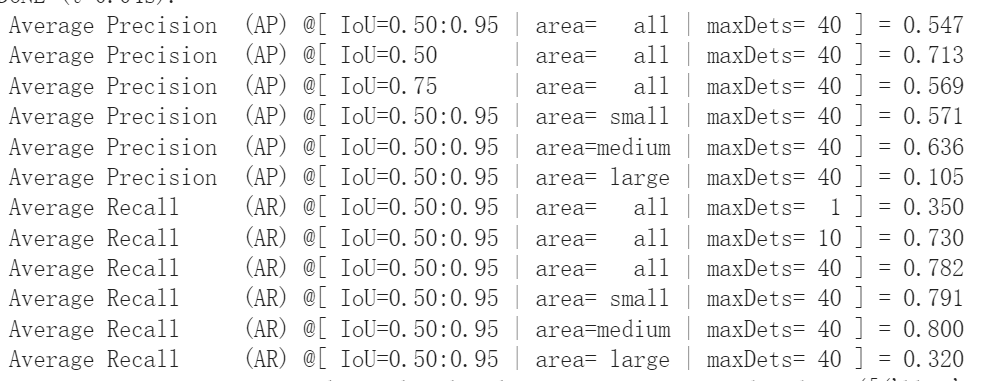 Average Precision (AP) @[ IoU=0.50:0.95 | area= all | maxDets= 40 ] = 0.547
Average Precision (AP) @[ IoU=0.50 | area= all | maxDets= 40 ] = 0.713
Average Precision (AP) @[ IoU=0.75 | area= all | maxDets= 40 ] = 0.569
Average Precision (AP) @[ IoU=0.50:0.95 | area= small | maxDets= 40 ] = 0.571
Average Precision (AP) @[ IoU=0.50:0.95 | area=medium | maxDets= 40 ] = 0.636
Average Precision (AP) @[ IoU=0.50:0.95 | area= large | maxDets= 40 ] = 0.105
Average Recall (AR) @[ IoU=0.50:0.95 | area= all | maxDets= 1 ] = 0.350
Average Recall (AR) @[ IoU=0.50:0.95 | area= all | maxDets= 10 ] = 0.730
Average Recall (AR) @[ IoU=0.50:0.95 | area= all | maxDets= 40 ] = 0.782
Average Recall (AR) @[ IoU=0.50:0.95 | area= small | maxDets= 40 ] = 0.791
Average Recall (AR) @[ IoU=0.50:0.95 | area=medium | maxDets= 40 ] = 0.800
Average Recall (AR) @[ IoU=0.50:0.95 | area= large | maxDets= 40 ] = 0.320